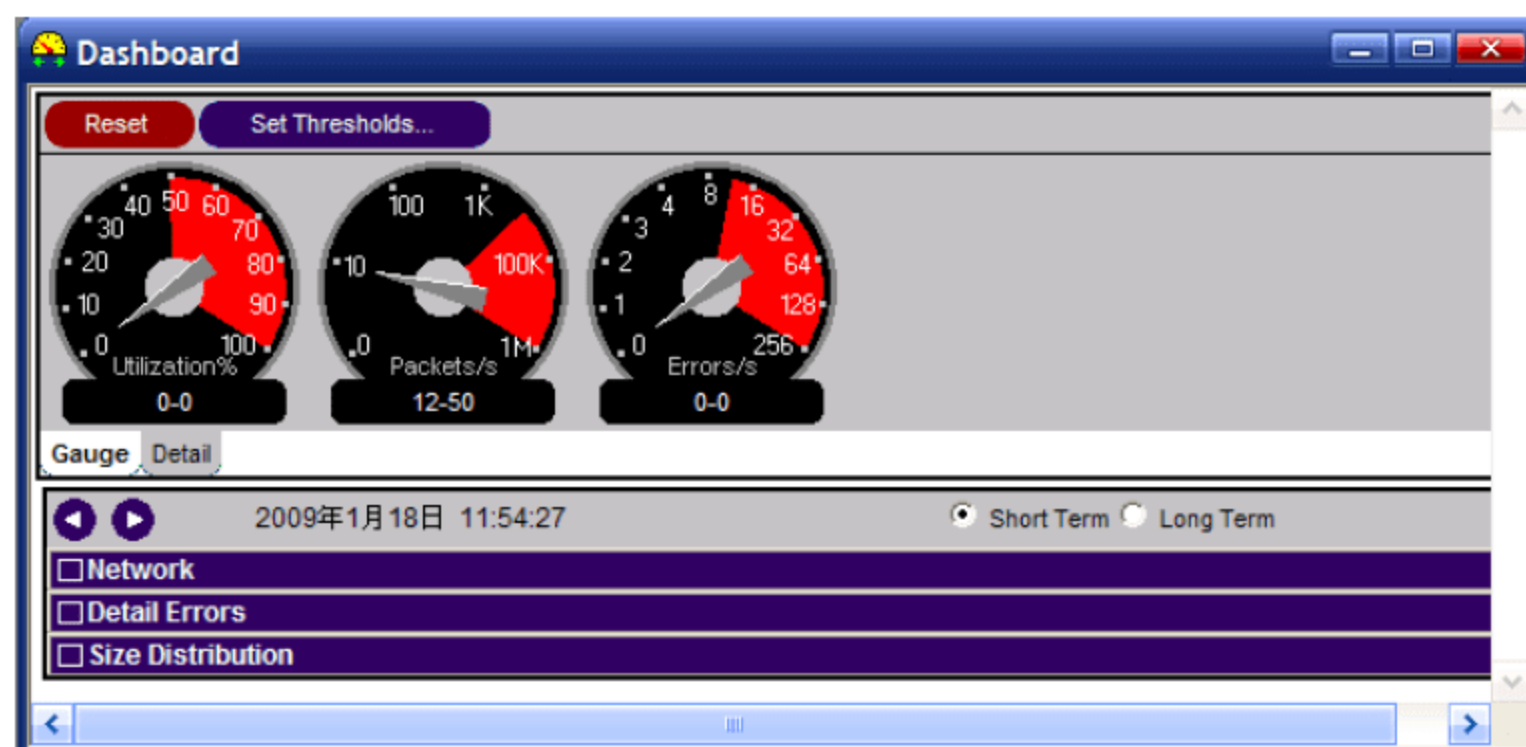 Dashboard
Reset Set Thresholds...
0 10 20 30 40 50 60 70 80 90 100
Utilization%
0-0
0 10 100 1K 100K 1M
Packets/s
12-50
0 1 2 3 4 8 16 32 64 128 256
Errors/s
0-0
Gauge Detail
2009年1月18日 11:54:27 Short Term Long Term
Network
Detail Errors
Size Distribution